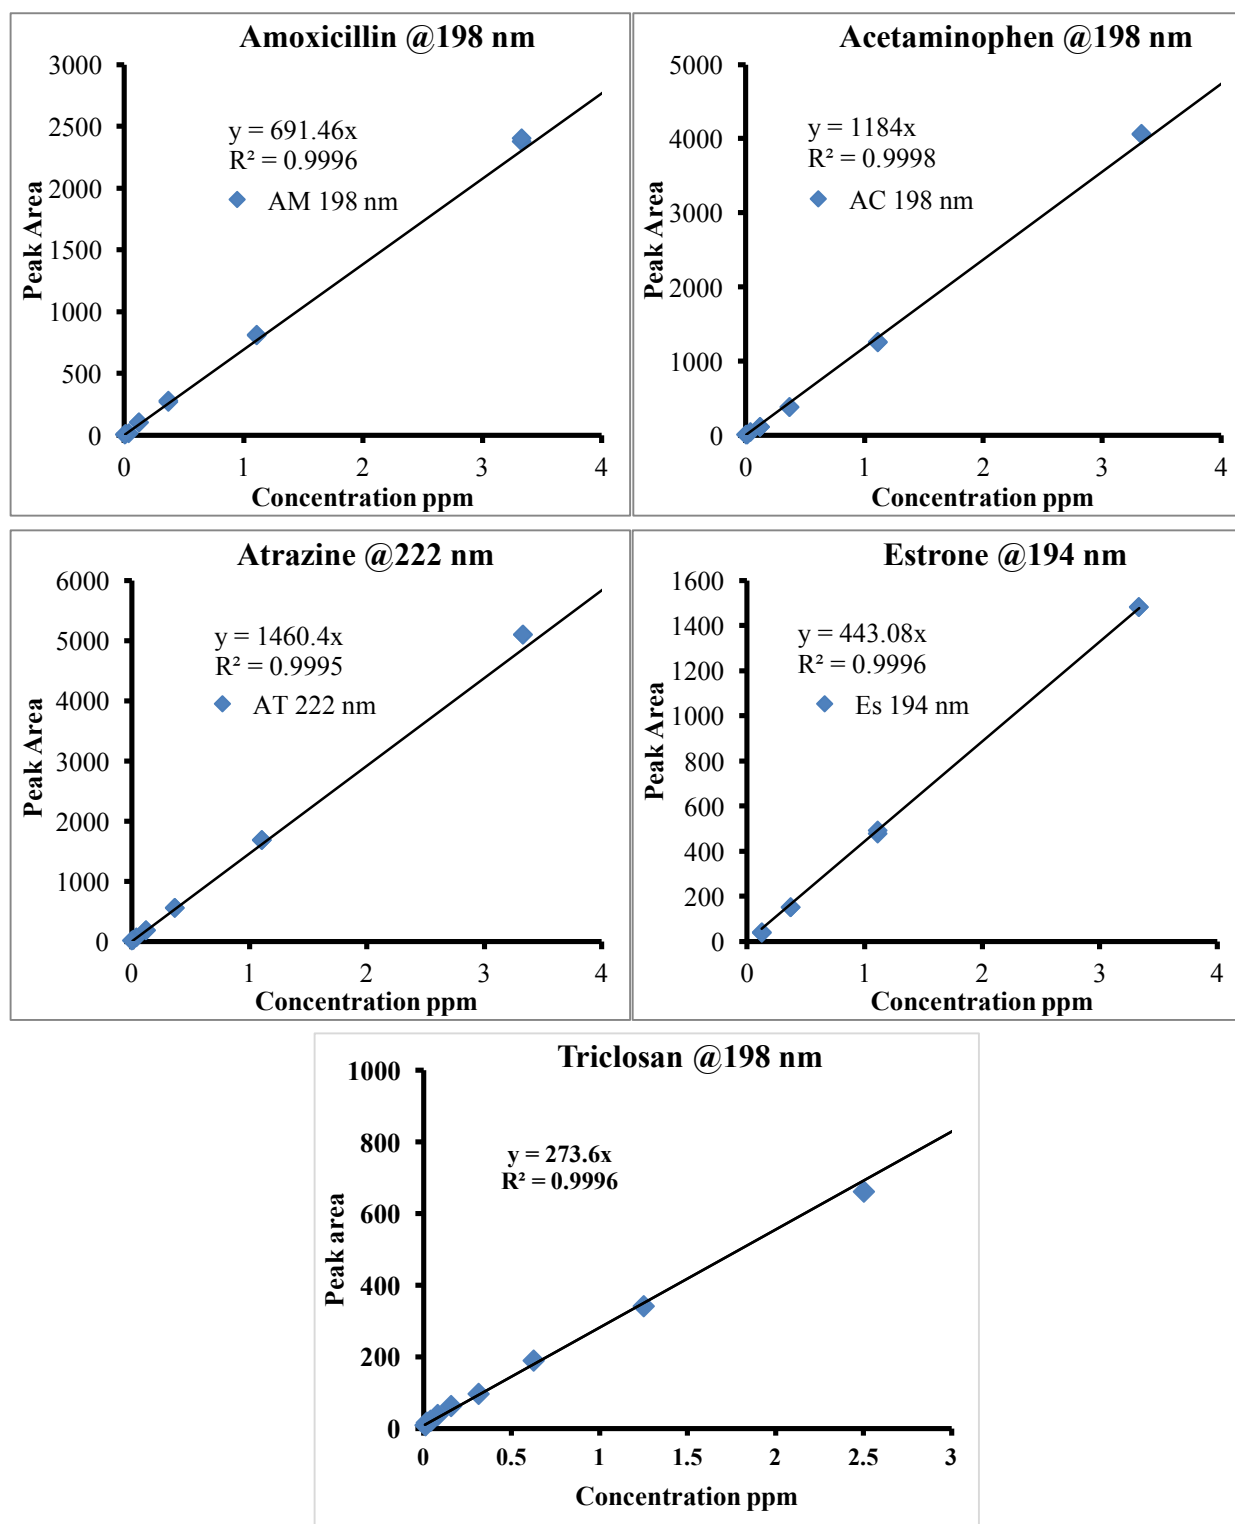 Amoxicillin @198 nm
3000
2500
2000
1500
1000
500
0
Peak Area
y = 691.46x
R² = 0.9996
AM 198 nm
0 1 2 3 4
Concentration ppm
Acetaminophen @198 nm
5000
4000
3000
2000
1000
0
Peak Area
y = 1184x
R² = 0.9998
AC 198 nm
0 1 2 3 4
Concentration ppm
Atrazine @222 nm
6000
5000
4000
3000
2000
1000
0
Peak Area
y = 1460.4x
R² = 0.9995
AT 222 nm
0 1 2 3 4
Concentration ppm
Estrone @194 nm
1600
1400
1200
1000
800
600
400
200
0
Peak Area
y = 443.08x
R² = 0.9996
Es 194 nm
0 1 2 3 4
Concentration ppm
Triclosan @198 nm
1000
800
600
400
200
0
Peak area
y = 273.6x
R² = 0.9996
0 0.5 1 1.5 2 2.5 3
Concentration ppm